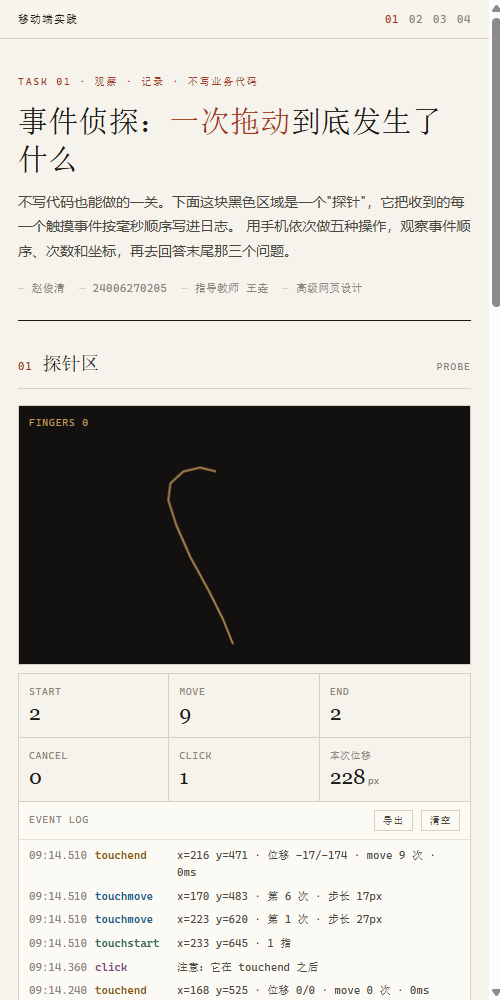 移动端实践
01 02 03 04
TASK 01 · 观察 · 记录 · 不写业务代码
事件侦探：一次拖动到底发生了
什么
不写代码也能做的一关。下面这块黑色区域是一个"探针"，它把收到的每
一个触摸事件按毫秒顺序写进日志。 用手机依次做五种操作，观察事件顺
序、次数和坐标，再去回答末尾那三个问题。
— 赵俊清 — 24006270205 — 指导教师 王垚 — 高级网页设计
01 探针区
PROBE
FINGERS 0
START
2
MOVE
9
END
2
CANCEL
0
CLICK
1
本次位移
228 px
EVENT LOG
导出
清空
09:14.510 touchend x=216 y=471 · 位移 -17/-174 · move 9 次 ·
0ms
09:14.510 touchmove x=170 y=483 · 第 6 次 · 步长 17px
09:14.510 touchmove x=223 y=620 · 第 1 次 · 步长 27px
09:14.510 touchstart x=233 y=645 · 1 指
09:14.360 click 注意：它在 touchend 之后
09:14.240 touchend x=168 y=525 · 位移 0/0 · move 0 次 · 0ms